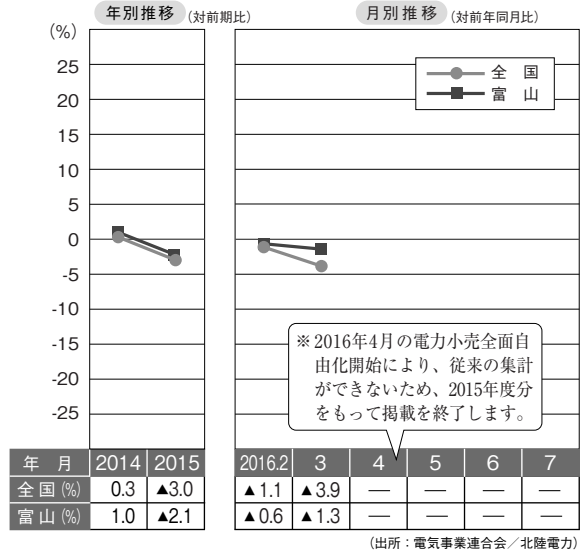 年別推移 (対前期比) 月別推移 (対前年同月比)
(%)
全 国
富 山
25
20
15
10
5
0
-5
-10
-15
-20
-25
※2016年4月の電力小売全面自
由化開始により、従来の集計
ができないため、2015年度分
をもって掲載を終了します。
年 月 2014 2015 2016.2 3 4 5 6 7
全 国 (%) 0.3 ▲3.0 ▲1.1 ▲3.9 — — — —
富 山 (%) 1.0 ▲2.1 ▲0.6 ▲1.3 — — — —
(出所：電気事業連合会／北陸電力)